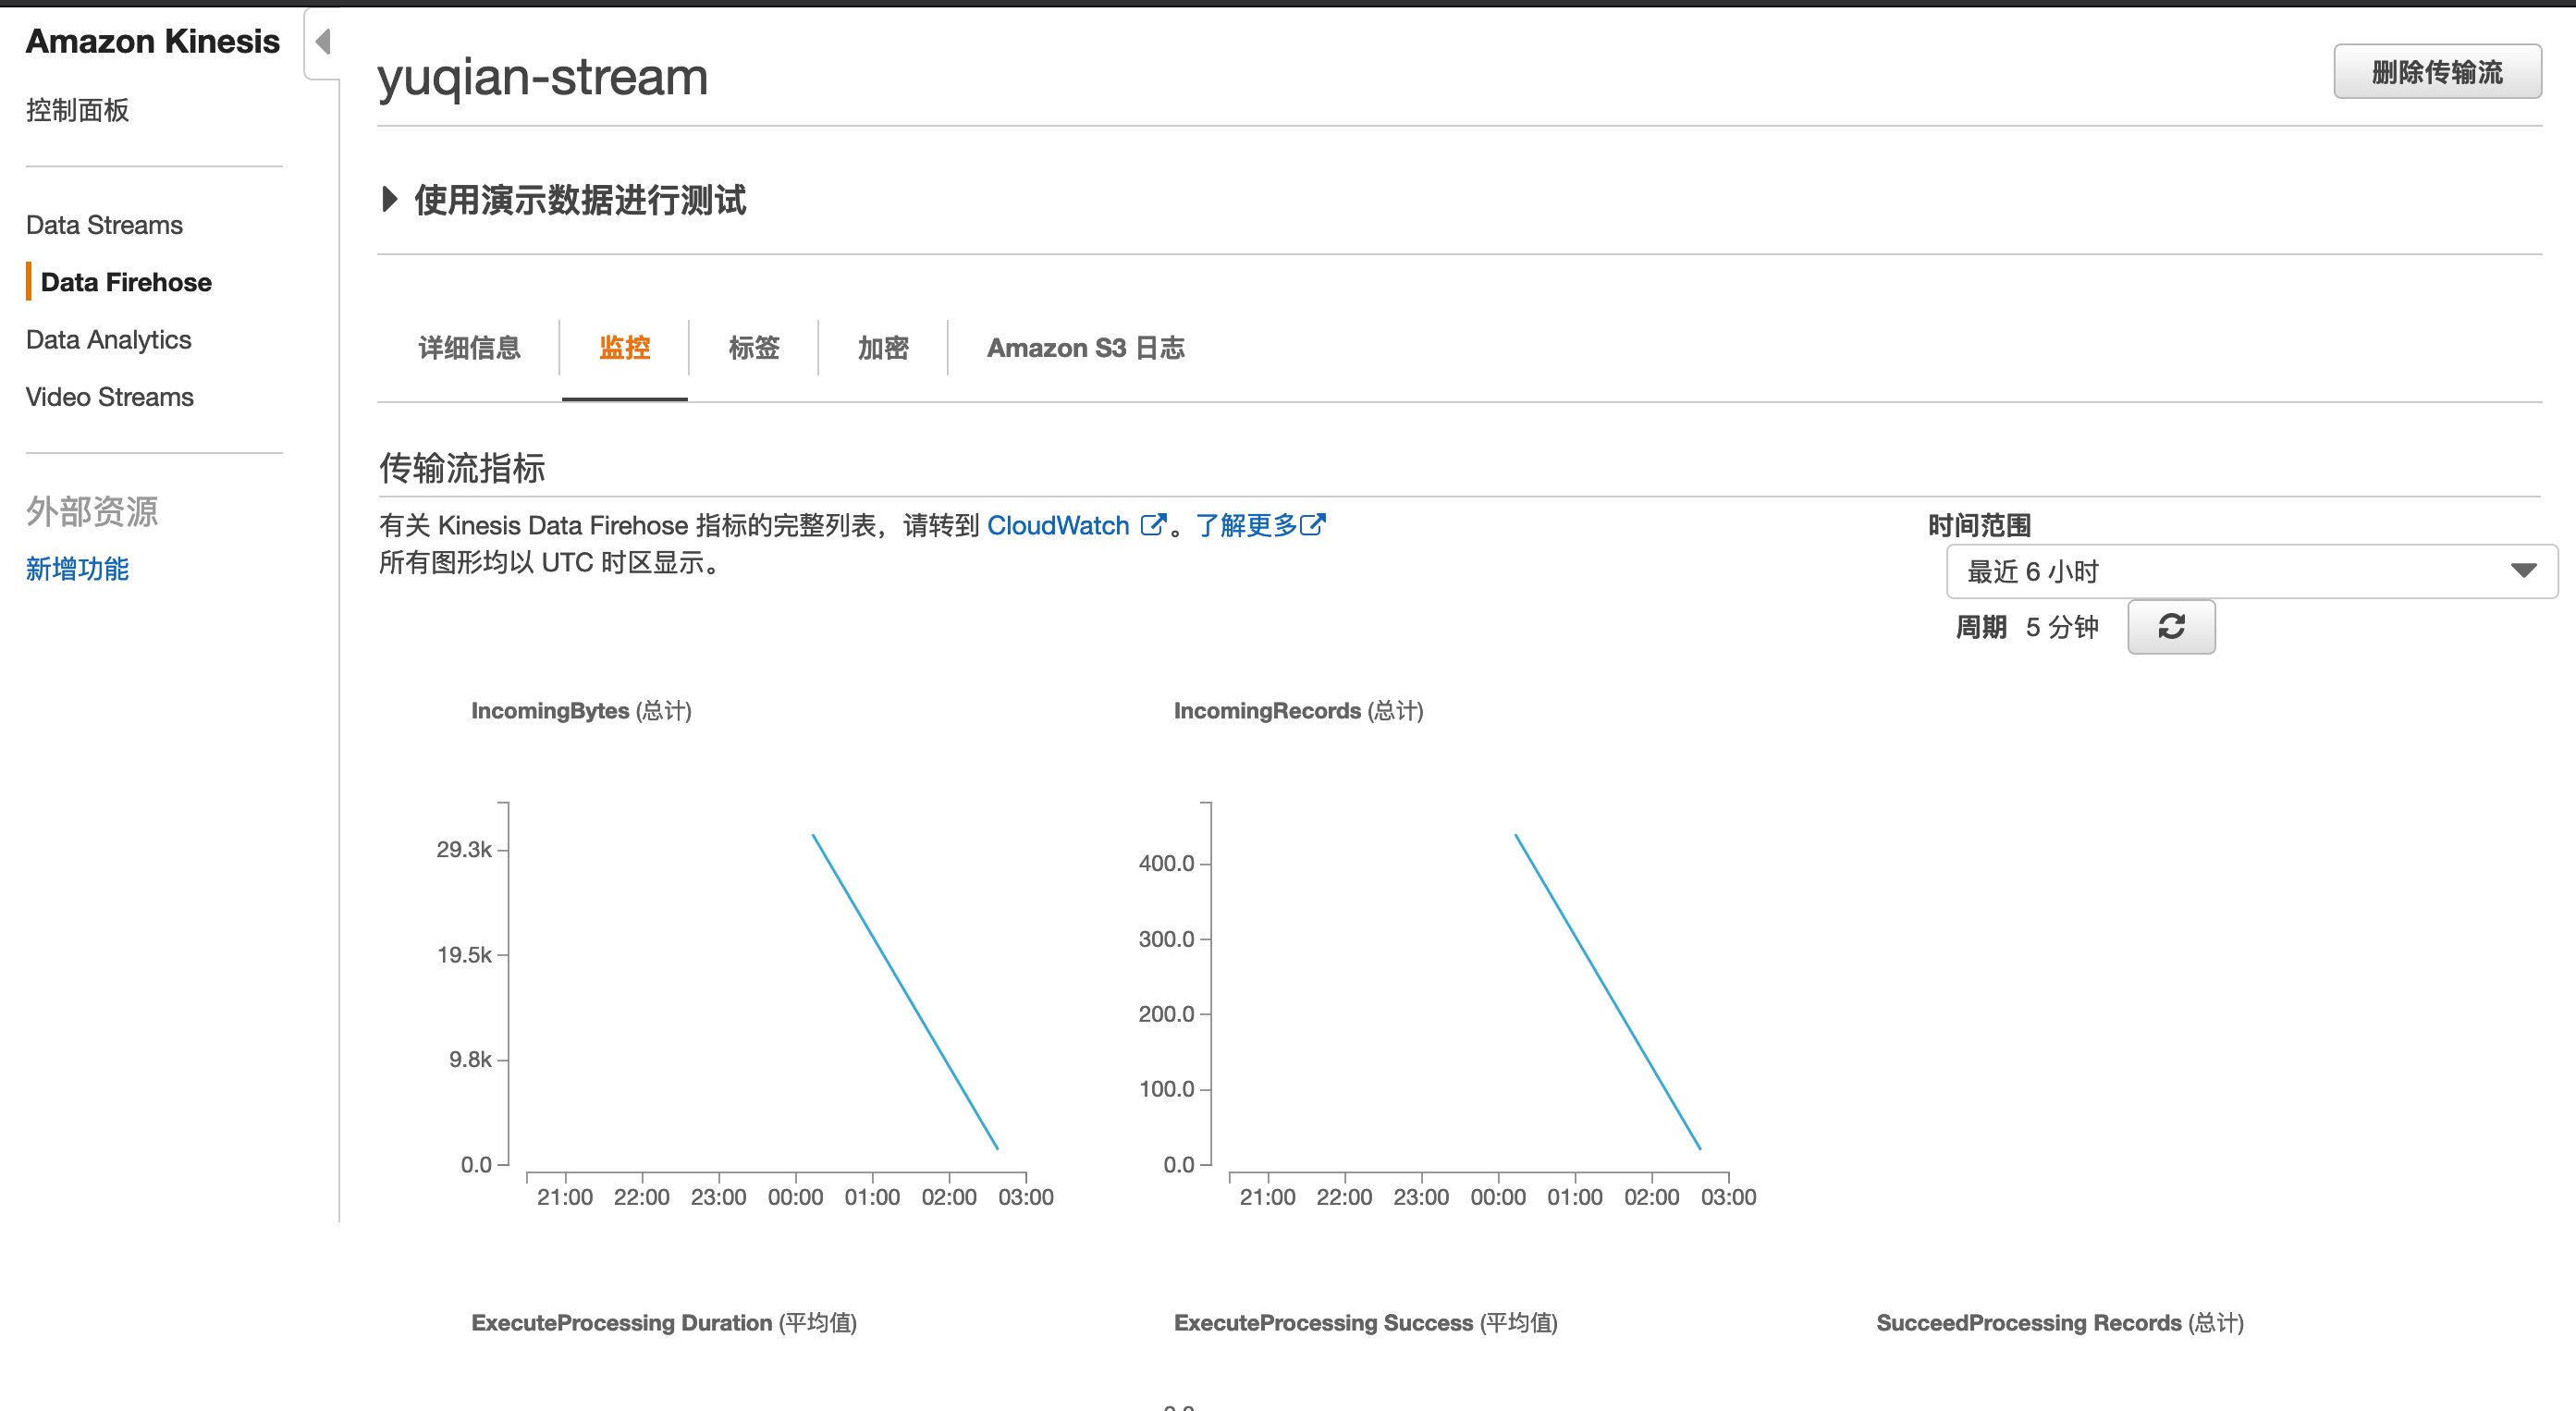 Amazon Kinesis
控制面板
Data Streams
Data Firehose
Data Analytics
Video Streams
外部资源
新增功能
yuqian-stream
删除传输流
使用演示数据进行测试
详细信息
监控
标签
加密
Amazon S3 日志
传输流指标
有关 Kinesis Data Firehose 指标的完整列表，请转到 CloudWatch 。了解更多
所有图形均以 UTC 时区显示。
时间范围
最近 6 小时
周期 5 分钟
IncomingBytes (总计)
29.3k
19.5k
9.8k
0.0
21:00 22:00 23:00 00:00 01:00 02:00 03:00
IncomingRecords (总计)
400.0
300.0
200.0
100.0
0.0
21:00 22:00 23:00 00:00 01:00 02:00 03:00
ExecuteProcessing Duration (平均值)
ExecuteProcessing Success (平均值)
SucceedProcessing Records (总计)